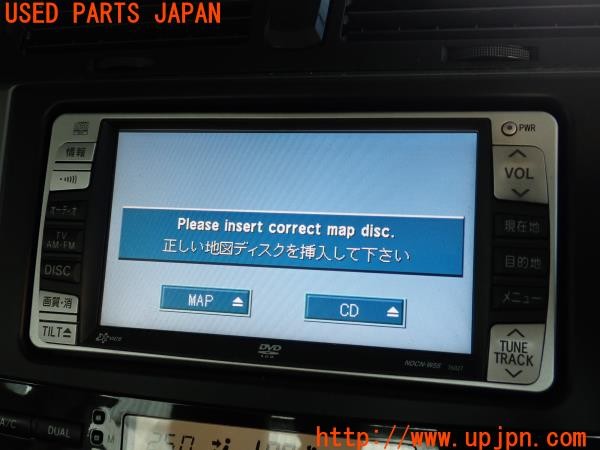 USED PARTS JAPAN
PWR
情報
VOL
オーディオ
TV
AM・FM
DISC
画質・消
TILT
Please insert correct map disc.
正しい地図ディスクを挿入して下さい
MAP
CD
現在地
目的地
メニュー
TUNE
TRACK
DVD
NDCN-W55
A/C
DUAL
25.0
http://www.upjpn.com